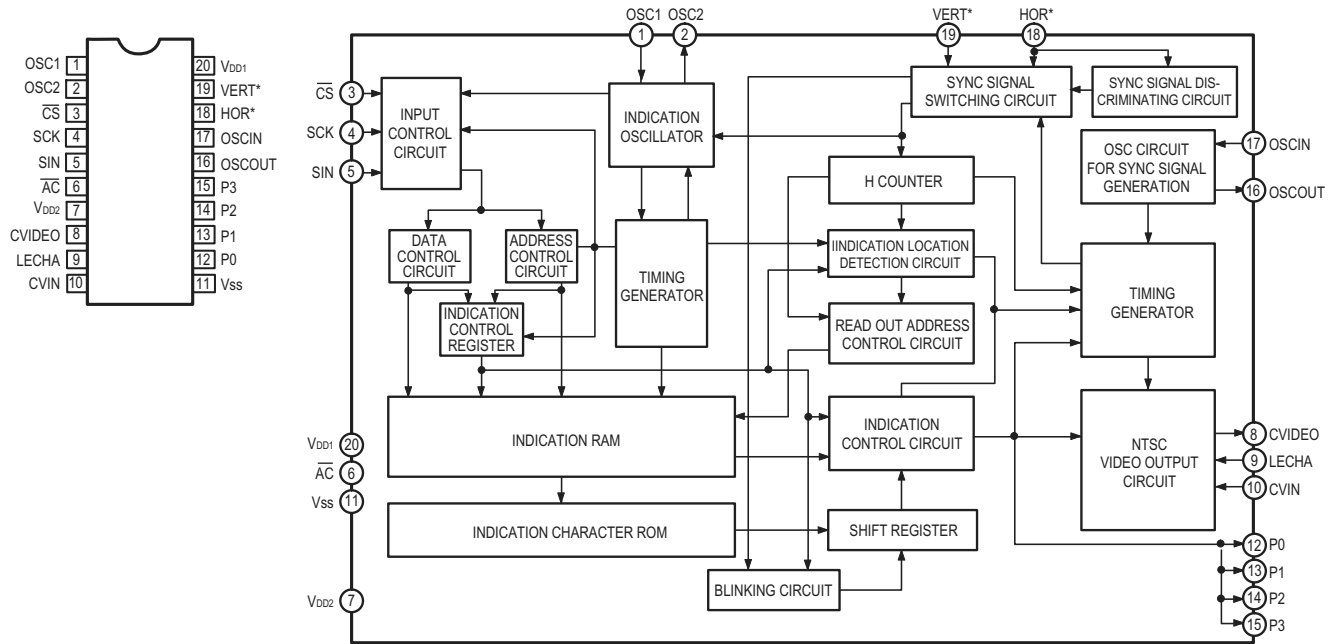 OSC1 1
OSC2 2
CS 3
SCK 4
SIN 5
AC 6
VDD2 7
CVIDEO 8
LECHA 9
CVIN 10
20 VDD1
19 VERT*
18 HOR*
17 OSCIN
16 OSCOUT
15 P3
14 P2
13 P1
12 P0
11 Vss
OSC1
1
OSC2
2
VERT*
19
HOR*
18
CS 3
SCK 4
SIN 5
INPUT
CONTROL
CIRCUIT
INDICATION
OSCILLATOR
SYNC SIGNAL
SWITCHING CIRCUIT
SYNC SIGNAL DIS-
CRIMINATING CIRCUIT
OSC CIRCUIT
FOR SYNC SIGNAL
GENERATION
17 OSCIN
16 OSCOUT
H COUNTER
DATA
CONTROL
CIRCUIT
ADDRESS
CONTROL
CIRCUIT
TIMING
GENERATOR
IINDICATION LOCATION
DETECTION CIRCUIT
TIMING
GENERATOR
INDICATION
CONTROL
REGISTER
READ OUT ADDRESS
CONTROL CIRCUIT
VDD1 20
AC 6
Vss 11
INDICATION RAM
INDICATION
CONTROL CIRCUIT
NTSC
VIDEO OUTPUT
CIRCUIT
8 CVIDEO
9 LECHA
10 CVIN
INDICATION CHARACTER ROM
SHIFT REGISTER
12 P0
13 P1
14 P2
15 P3
VDD2 7
BLINKING CIRCUIT